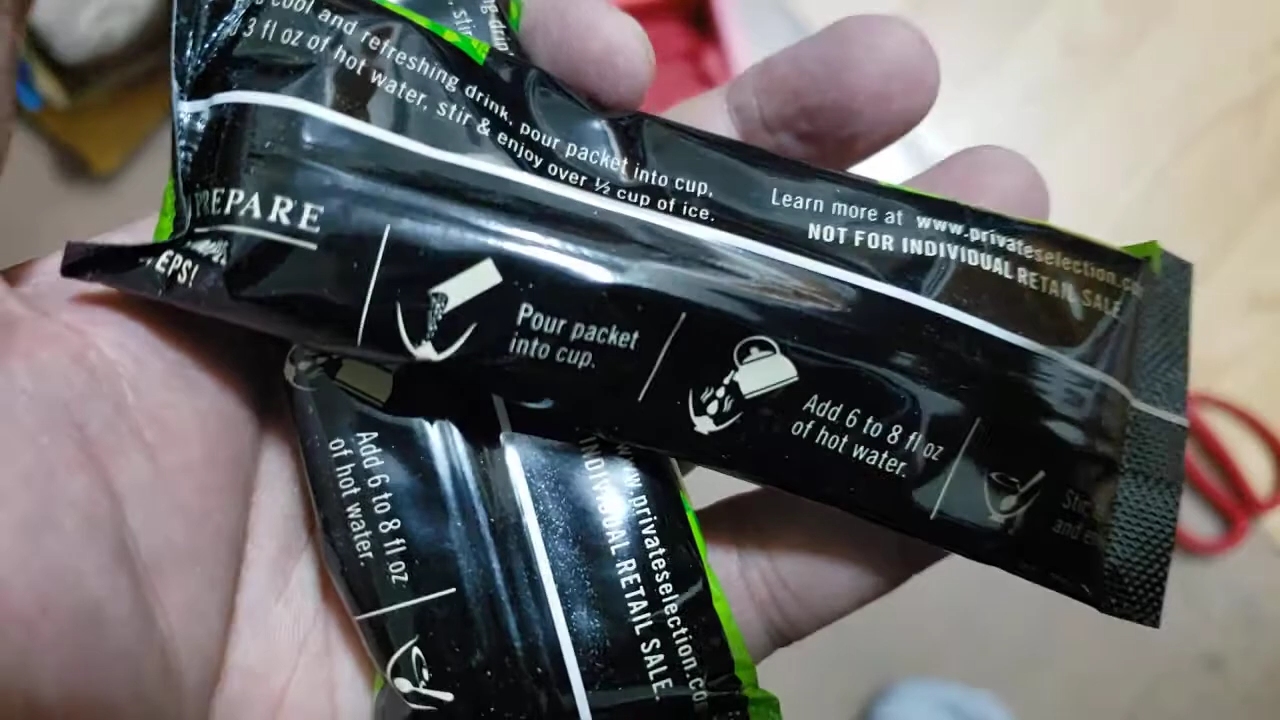 cool and refreshing drink, pour packet into cup,
3 fl oz of hot water, stir & enjoy over ½ cup of ice.
Learn more at www.privateselection.co
NOT FOR INDIVIDUAL RETAIL SALE
PREPARE
EPS!
Pour packet
into cup.
Add 6 to 8 fl oz
of hot water.
Add 6 to 8 fl oz
of hot water.
www.privateselection.co
INDIVIDUAL RETAIL SALE.